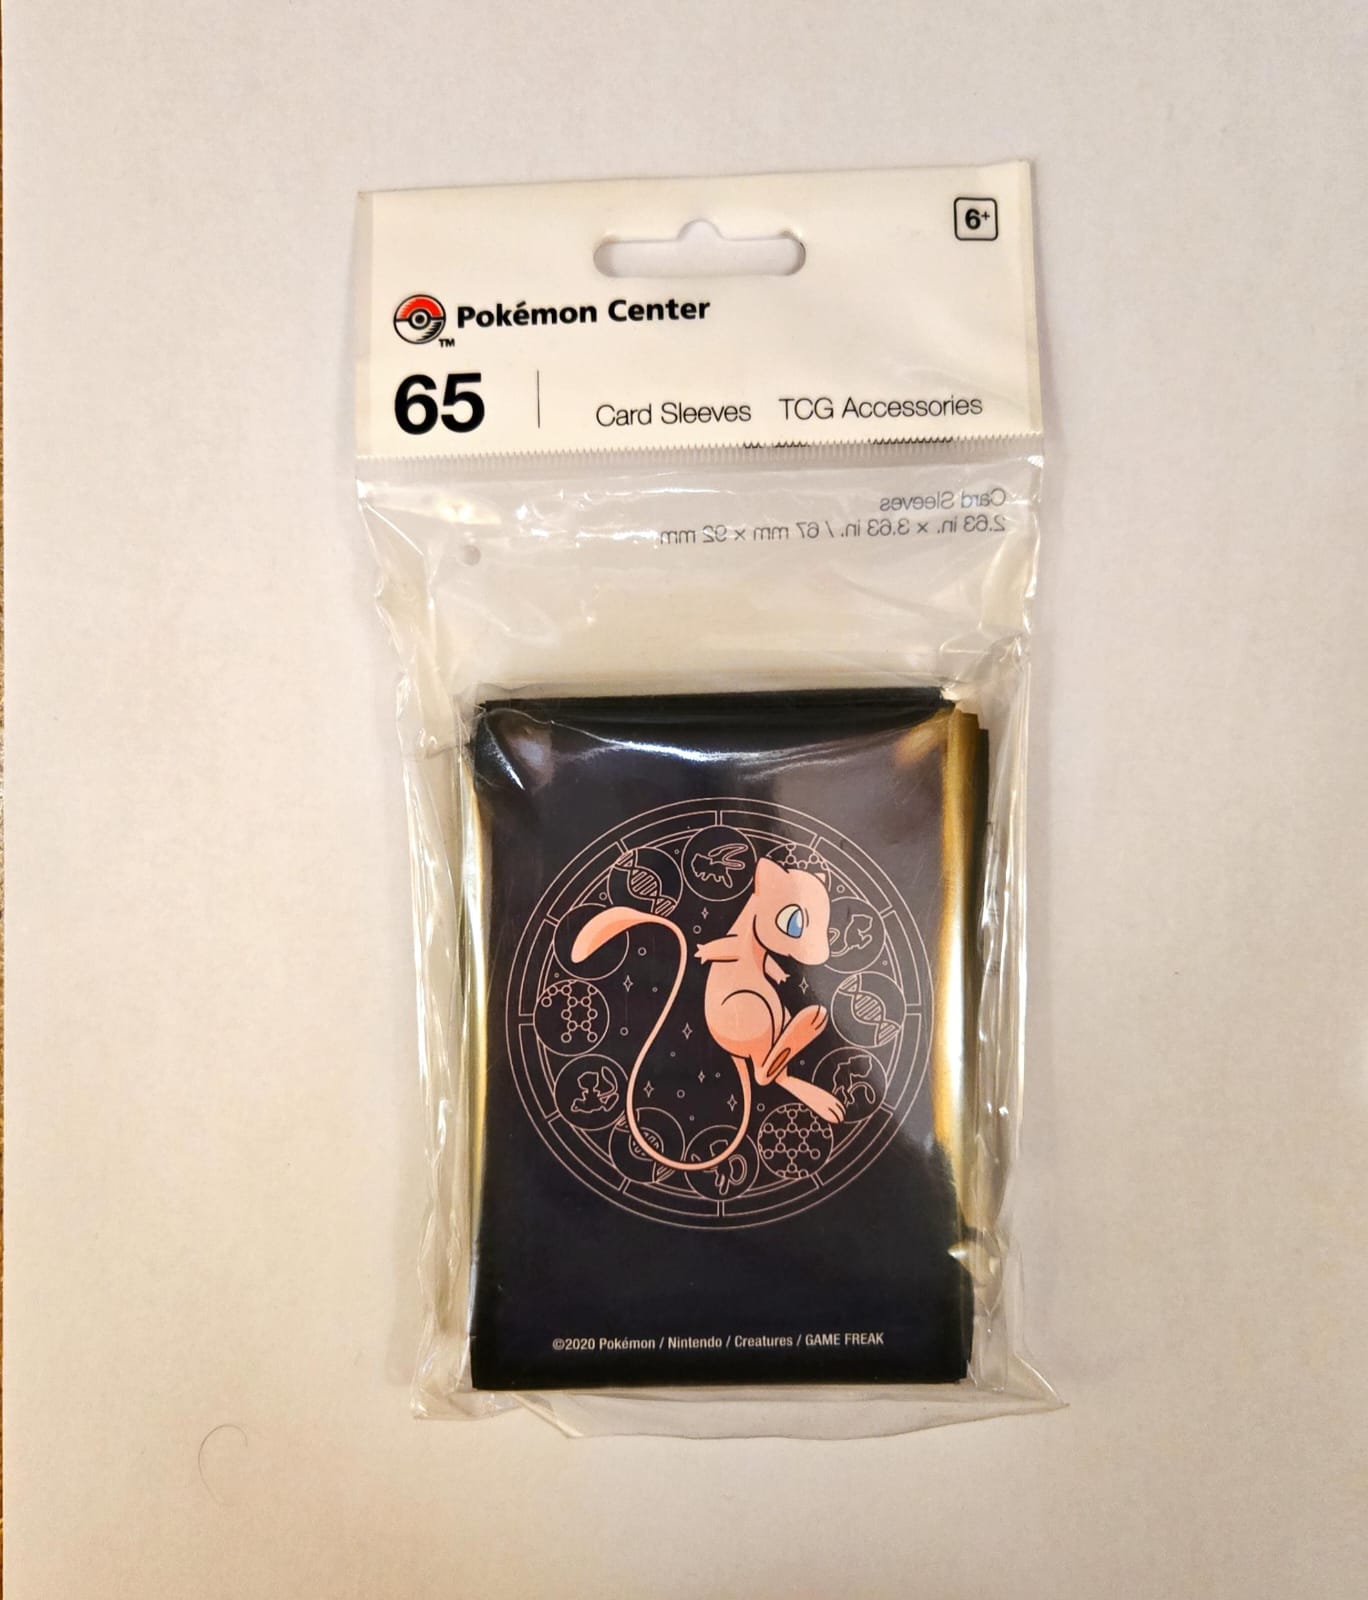 6+
Pokémon Center
TM
65
Card Sleeves TCG Accessories
Card Sleeves
2.63 in. × 3.63 in. / 67 mm × 92 mm
©2020 Pokémon / Nintendo / Creatures / GAME FREAK